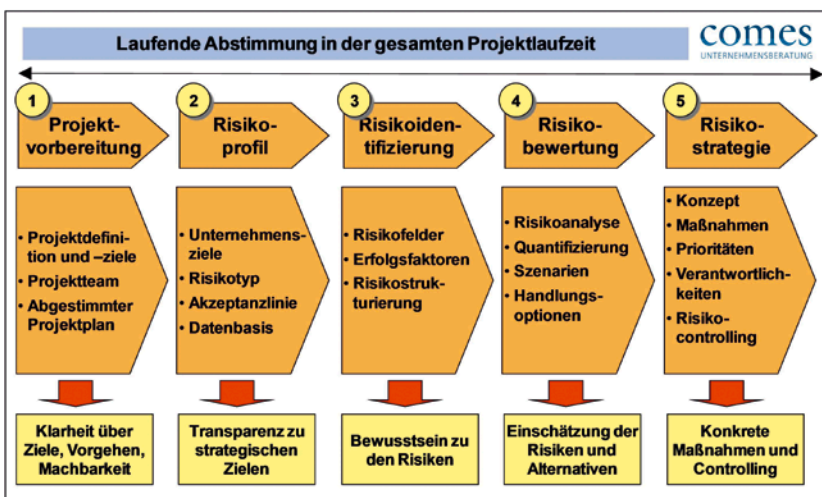 Laufende Abstimmung in der gesamten Projektlaufzeit
comes
UNTERNEHMENSBERATUNG
1
Projekt-
vorbereitung
2
Risiko-
profil
3
Risikoiden-
tifizierung
4
Risiko-
bewertung
5
Risiko-
strategie
• Projektdefini-
tion und –ziele
• Projektteam
• Abgestimmter
Projektplan
• Unternehmens-
ziele
• Risikotyp
• Akzeptanzlinie
• Datenbasis
• Risikofelder
• Erfolgsfaktoren
• Risikostruk-
turierung
• Risikoanalyse
• Quantifizierung
• Szenarien
• Handlungs-
optionen
• Konzept
• Maßnahmen
• Prioritäten
• Verantwortlich-
keiten
• Risiko-
controlling
Klarheit über
Ziele, Vorgehen,
Machbarkeit
Transparenz zu
strategischen
Zielen
Bewusstsein zu
den Risiken
Einschätzung der
Risiken und
Alternativen
Konkrete
Maßnahmen und
Controlling